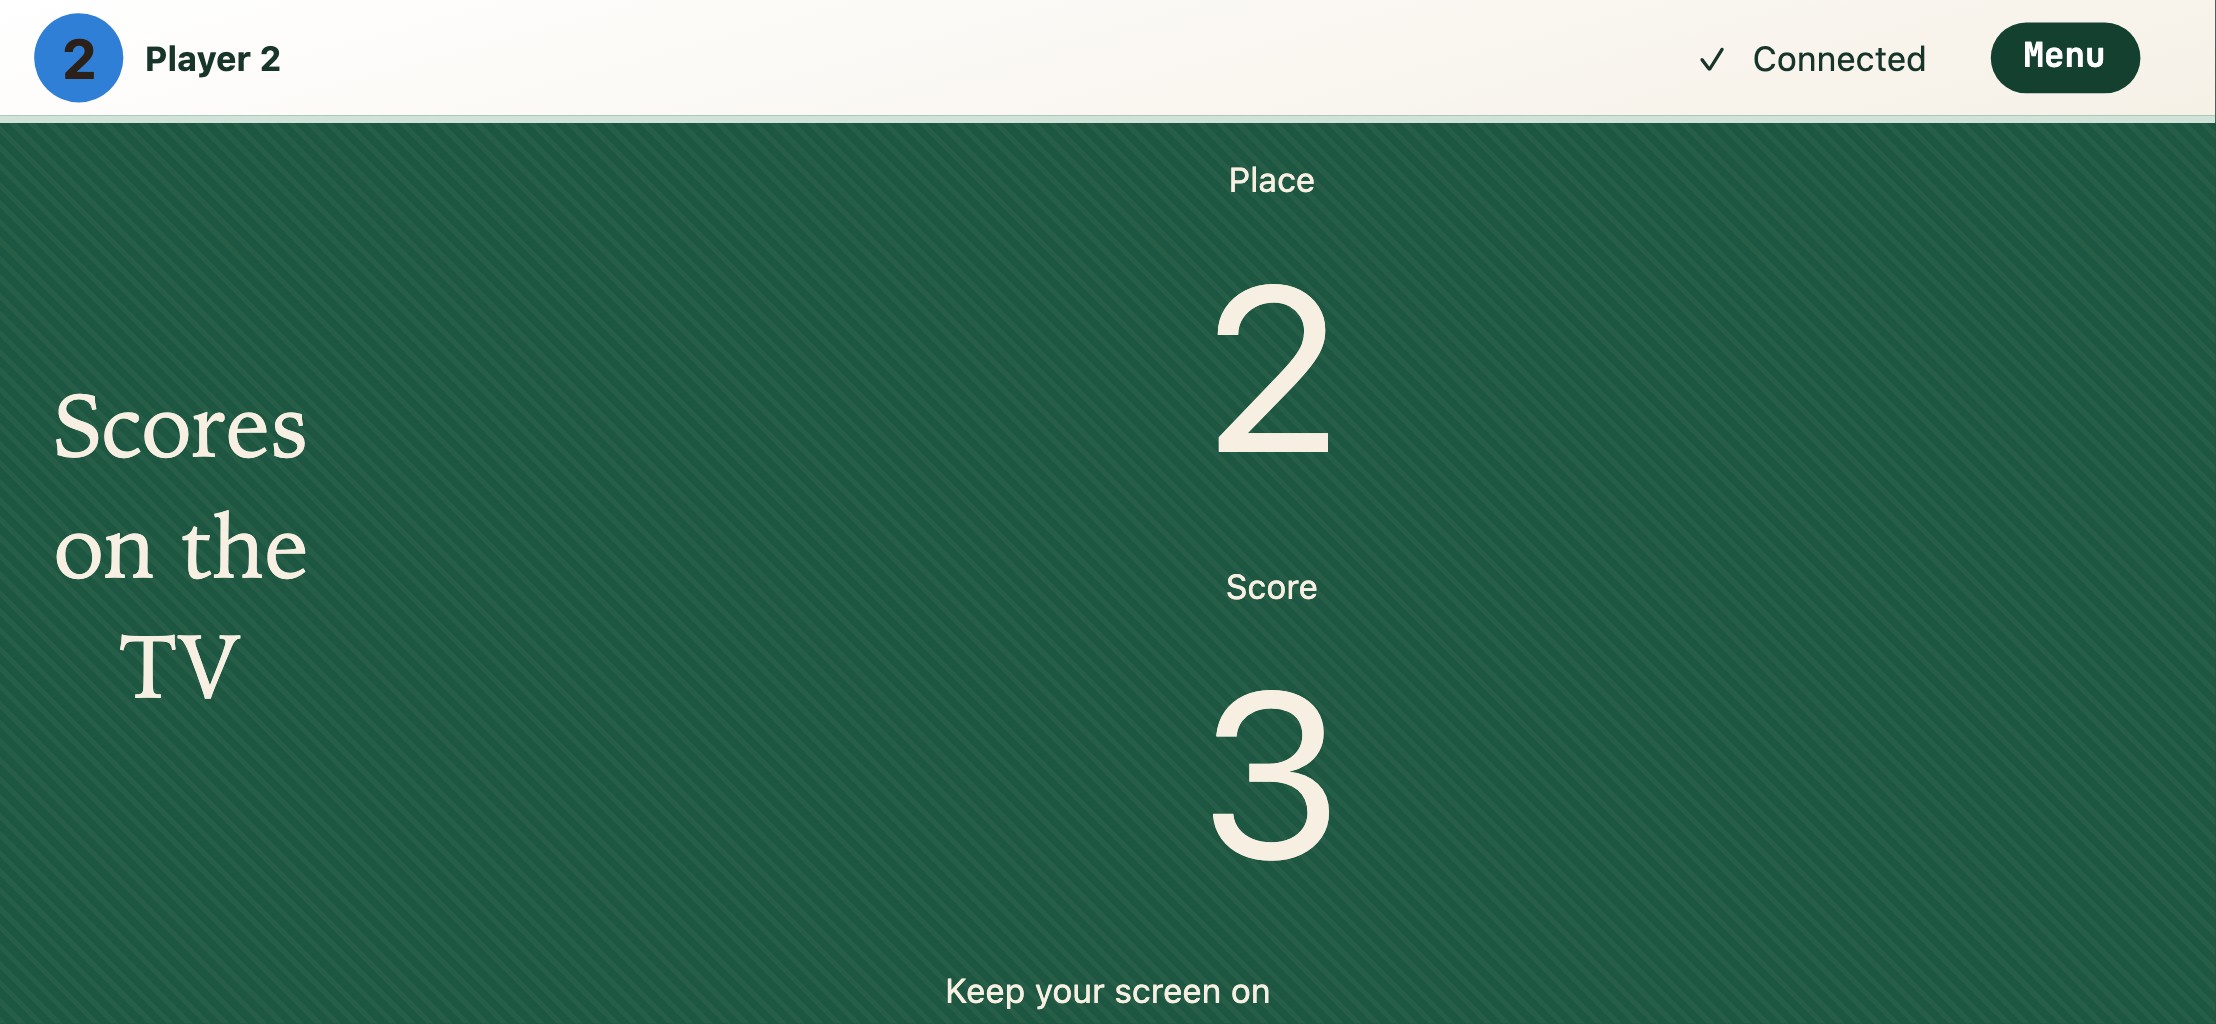 2 Player 2
✓ Connected
Menu
Scores
on the
TV
Place
2
Score
3
Keep your screen on